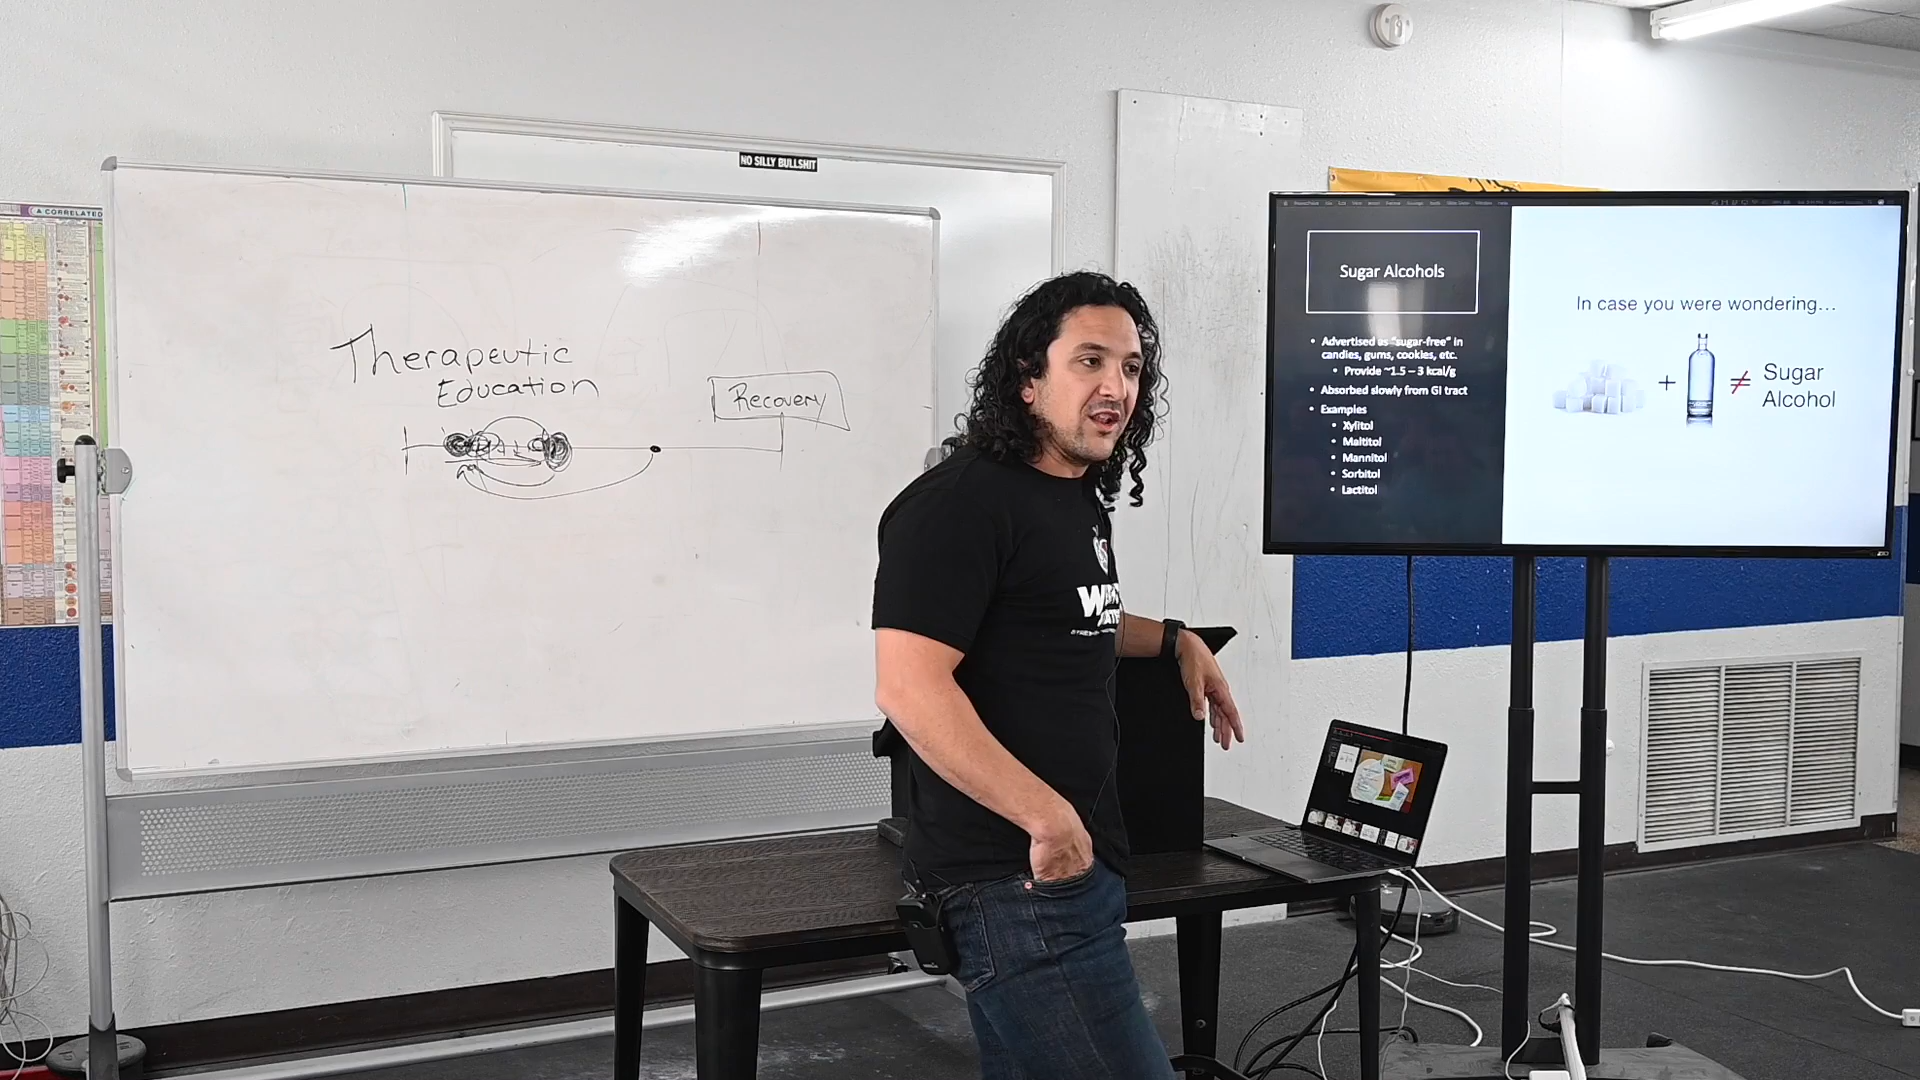 A CORRELATED
NO SILLY BULLSHIT
Therapeutic
Education
Recovery
Sugar Alcohols
• Advertised as "sugar-free" in
candies, gums, cookies, etc.
• Provide ~1.5 – 3 kcal/g
• Absorbed slowly from GI tract
• Examples
• Xylitol
• Maltitol
• Mannitol
• Sorbitol
• Lactitol
In case you were wondering...
+ ≠ Sugar
Alcohol